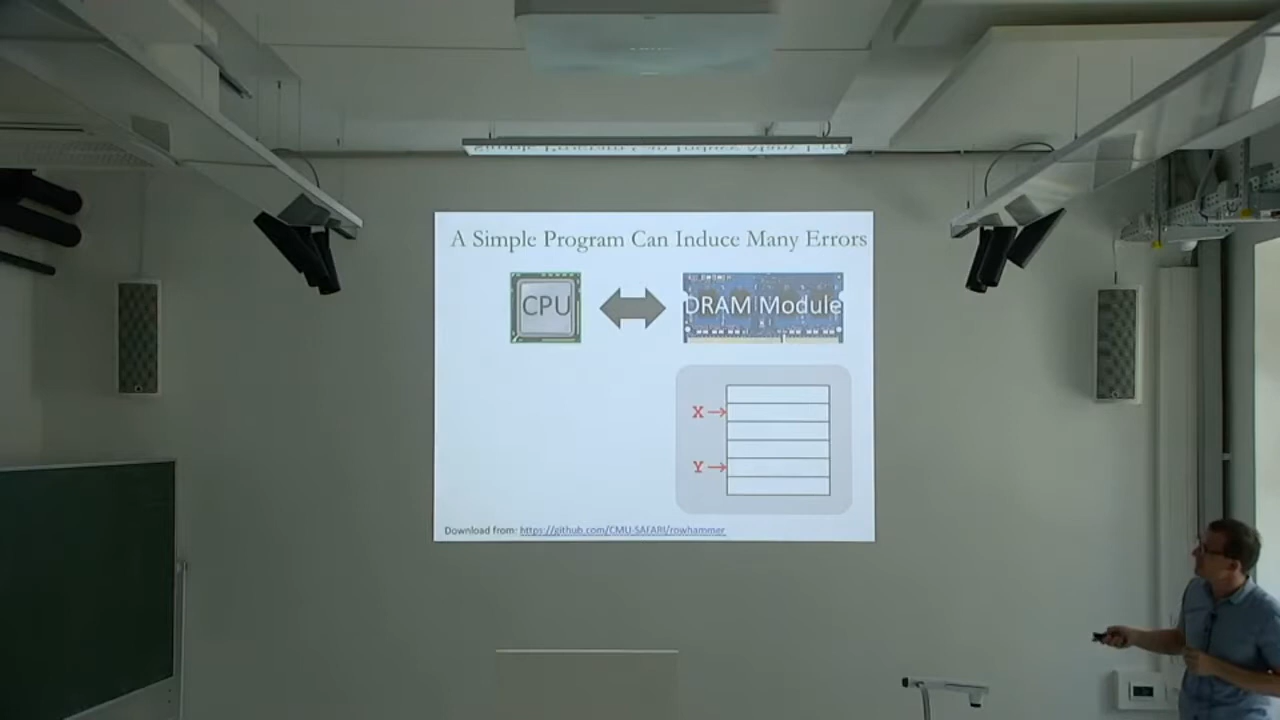 A Simple Program Can Induce Many Errors
CPU
DRAM Module
X
Y
Download from: https://github.com/CMU-SAFARI/rowhammer